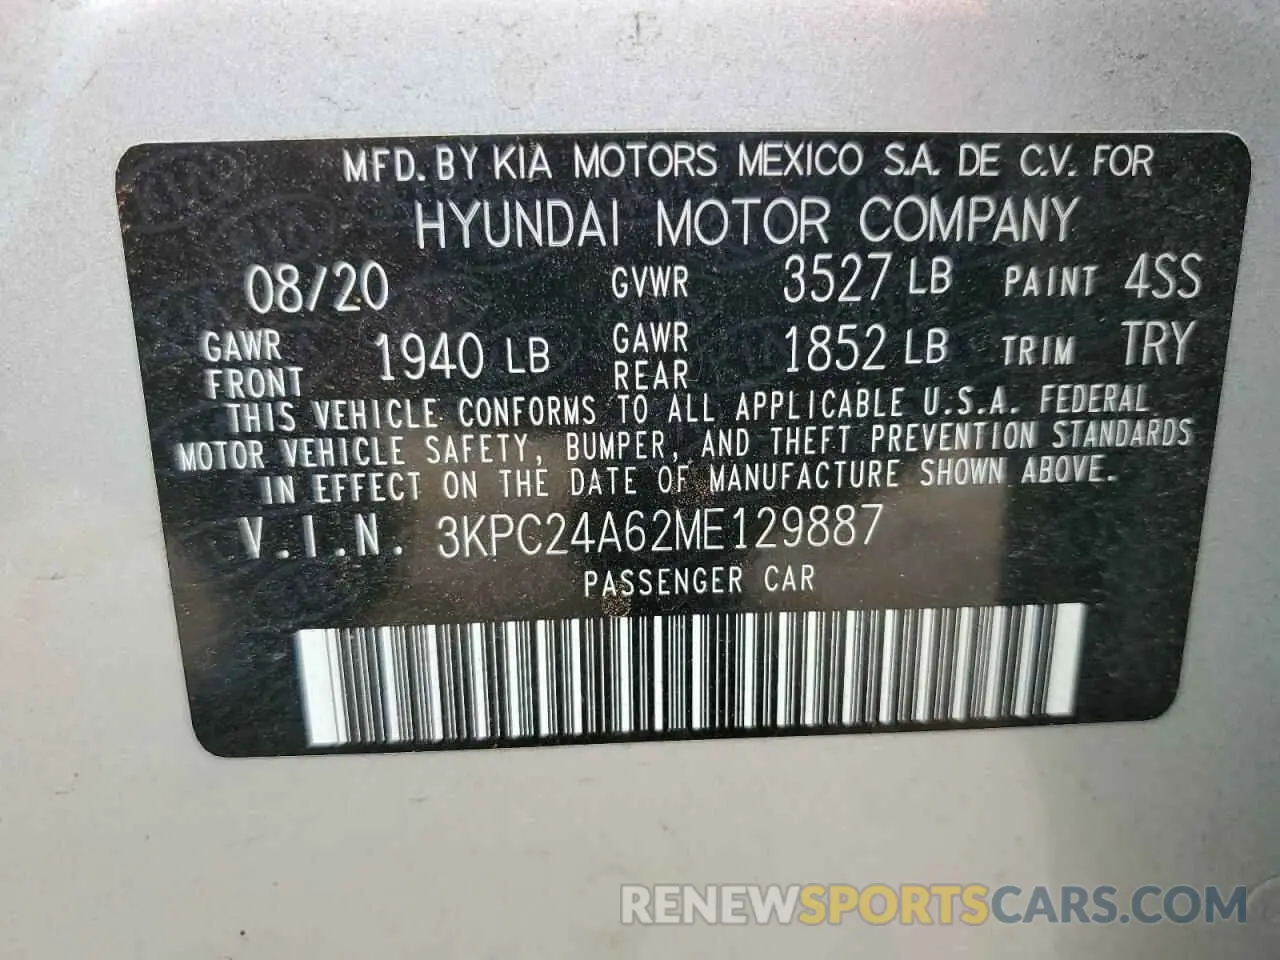 MFD. BY KIA MOTORS MEXICO S.A. DE C.V. FOR
HYUNDAI MOTOR COMPANY
08/20 GVWR 3527 LB PAINT 4SS
GAWR FRONT 1940 LB GAWR REAR 1852 LB TRIM TRY
THIS VEHICLE CONFORMS TO ALL APPLICABLE U.S.A. FEDERAL
MOTOR VEHICLE SAFETY, BUMPER, AND THEFT PREVENTION STANDARDS
IN EFFECT ON THE DATE OF MANUFACTURE SHOWN ABOVE.
V.I.N. 3KPC24A62ME129887
PASSENGER CAR
RENEWSPORTSCARS.COM